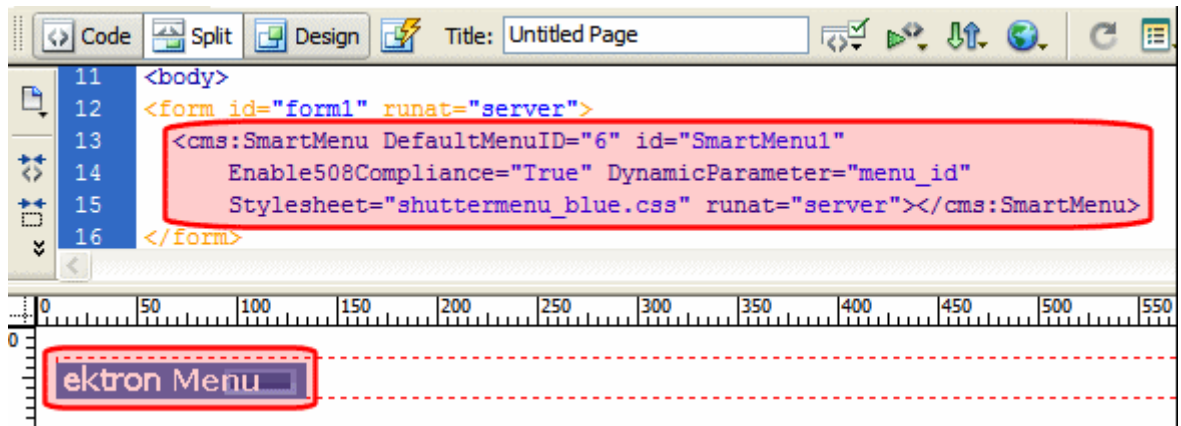 Code Split Design Title: Untitled Page
11 <body>
12 <form id="form1" runat="server">
13 <cms:SmartMenu DefaultMenuID="6" id="SmartMenu1"
14 Enable508Compliance="True" DynamicParameter="menu_id"
15 Stylesheet="shuttermenu_blue.css" runat="server"></cms:SmartMenu>
16 </form>
0 50 100 150 200 250 300 350 400 450 500 550
0
ektron Menu